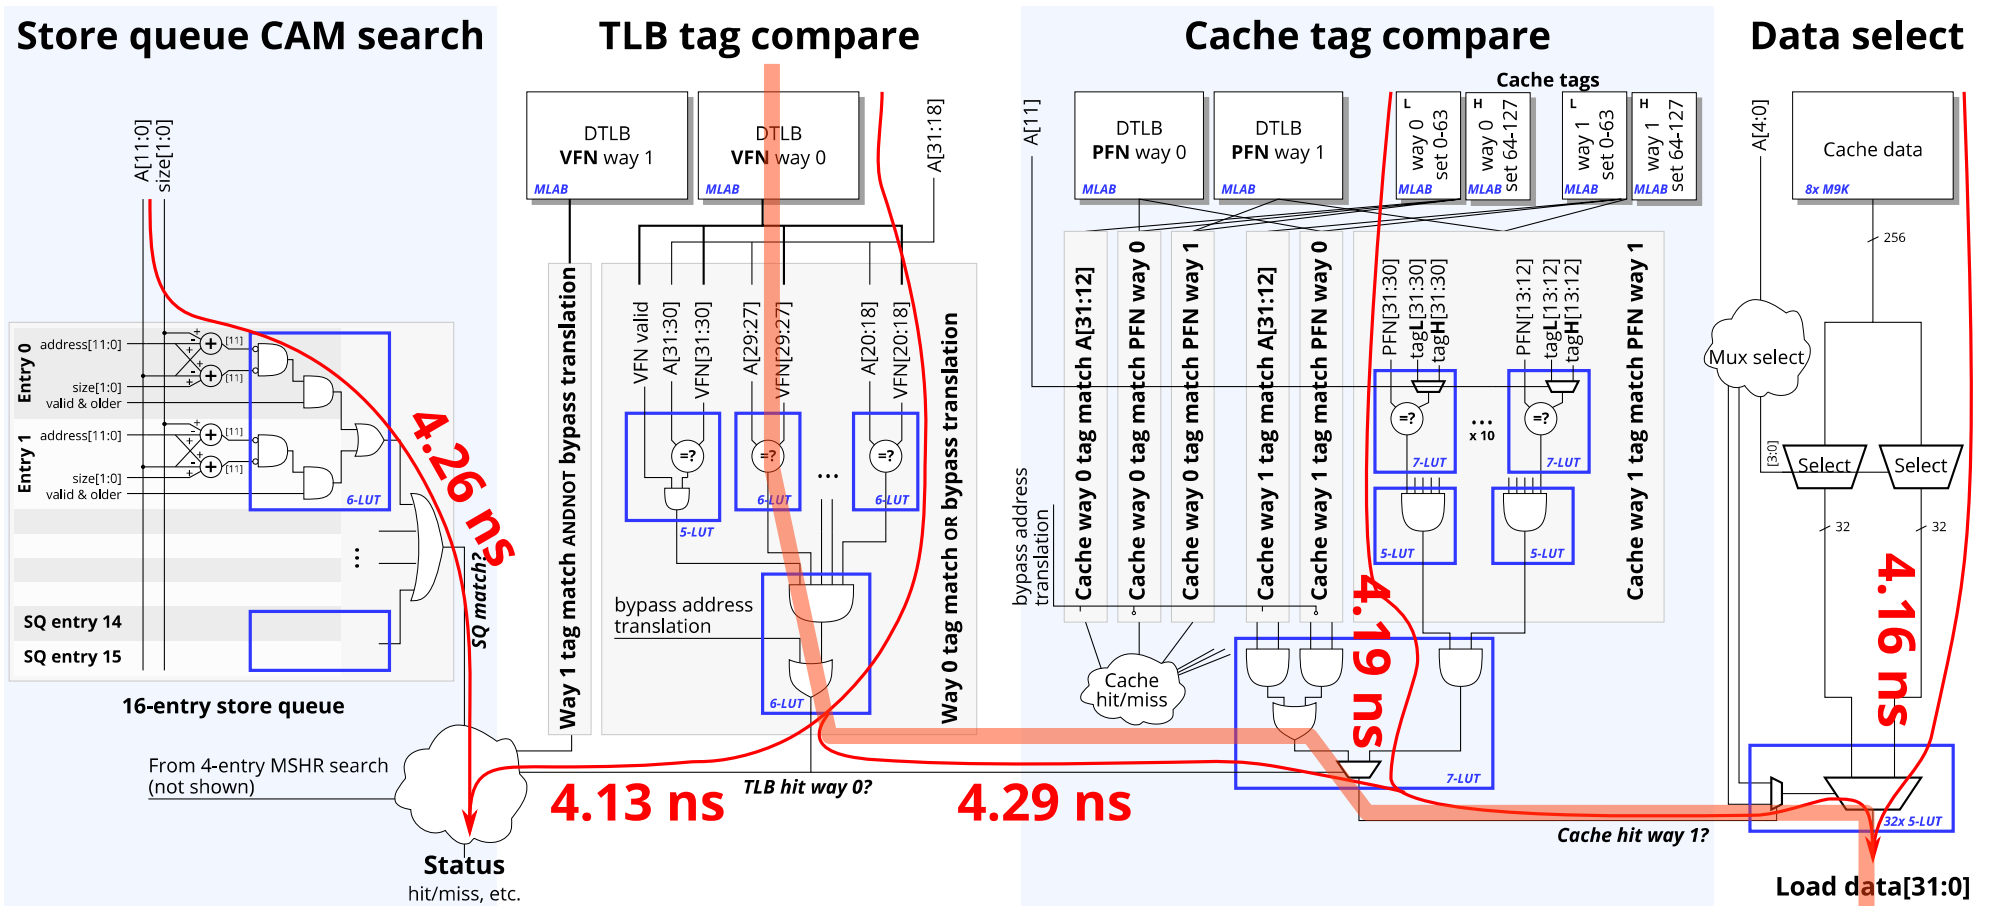 Store queue CAM search
TLB tag compare
Cache tag compare
Data select
A[11:0]
size[1:0]
Entry 0
address[11:0]
size[1:0]
valid & older
+
-
+
+
[11]
+
-
+
+
[11]
Entry 1
address[11:0]
size[1:0]
valid & older
+
-
+
+
[11]
+
-
+
+
[11]
6-LUT
...
SQ entry 14
SQ entry 15
16-entry store queue
4.26 ns
SQ match?
From 4-entry MSHR search
(not shown)
Status
hit/miss, etc.
DTLB
VFN way 1
MLAB
DTLB
VFN way 0
MLAB
A[31:18]
Way 1 tag match ANDNOT bypass translation
VFN valid
A[31:30]
VFN[31:30]
A[29:27]
VFN[29:27]
A[20:18]
VFN[20:18]
=?
=?
=?
...
5-LUT
6-LUT
6-LUT
bypass address
translation
6-LUT
Way 0 tag match OR bypass translation
4.13 ns
TLB hit way 0?
4.29 ns
A[11]
DTLB
PFN way 0
MLAB
DTLB
PFN way 1
MLAB
Cache tags
L
way 0
set 0-63
MLAB
H
way 0
set 64-127
MLAB
L
way 1
set 0-63
MLAB
H
way 1
set 64-127
MLAB
bypass address
translation
Cache way 0 tag match A[31:12]
Cache way 0 tag match PFN way 0
Cache way 0 tag match PFN way 1
Cache way 1 tag match A[31:12]
Cache way 1 tag match PFN way 0
Cache way 1 tag match PFN way 1
PFN[31:30]
tagL[31:30]
tagH[31:30]
PFN[13:12]
tagL[13:12]
tagH[13:12]
=?
...
x 10
=?
7-LUT
7-LUT
5-LUT
5-LUT
Cache
hit/miss
4.19 ns
7-LUT
Cache hit way 1?
A[4:0]
Cache data
8x M9K
256
Mux select
[3:0]
Select
Select
32
32
4.16 ns
32x 5-LUT
Load data[31:0]